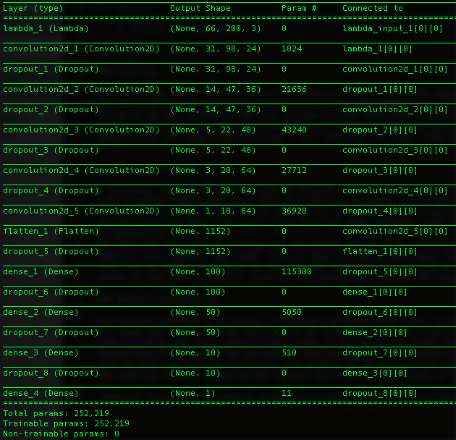 Layer (type) Output Shape Param # Connected to
lambda_1 (Lambda) (None, 66, 200, 3) 0 lambda_input_1[0][0]
convolution2d_1 (Convolution2D) (None, 31, 98, 24) 1824 lambda_1[0][0]
dropout_1 (Dropout) (None, 31, 98, 24) 0 convolution2d_1[0][0]
convolution2d_2 (Convolution2D) (None, 14, 47, 36) 21636 dropout_1[0][0]
dropout_2 (Dropout) (None, 14, 47, 36) 0 convolution2d_2[0][0]
convolution2d_3 (Convolution2D) (None, 5, 22, 48) 43248 dropout_2[0][0]
dropout_3 (Dropout) (None, 5, 22, 48) 0 convolution2d_3[0][0]
convolution2d_4 (Convolution2D) (None, 3, 20, 64) 27712 dropout_3[0][0]
dropout_4 (Dropout) (None, 3, 20, 64) 0 convolution2d_4[0][0]
convolution2d_5 (Convolution2D) (None, 1, 18, 64) 36928 dropout_4[0][0]
flatten_1 (Flatten) (None, 1152) 0 convolution2d_5[0][0]
dropout_5 (Dropout) (None, 1152) 0 flatten_1[0][0]
dense_1 (Dense) (None, 100) 115300 dropout_5[0][0]
dropout_6 (Dropout) (None, 100) 0 dense_1[0][0]
dense_2 (Dense) (None, 50) 5050 dropout_6[0][0]
dropout_7 (Dropout) (None, 50) 0 dense_2[0][0]
dense_3 (Dense) (None, 10) 510 dropout_7[0][0]
dropout_8 (Dropout) (None, 10) 0 dense_3[0][0]
dense_4 (Dense) (None, 1) 11 dropout_8[0][0]
Total params: 252,219
Trainable params: 252,219
Non-trainable params: 0